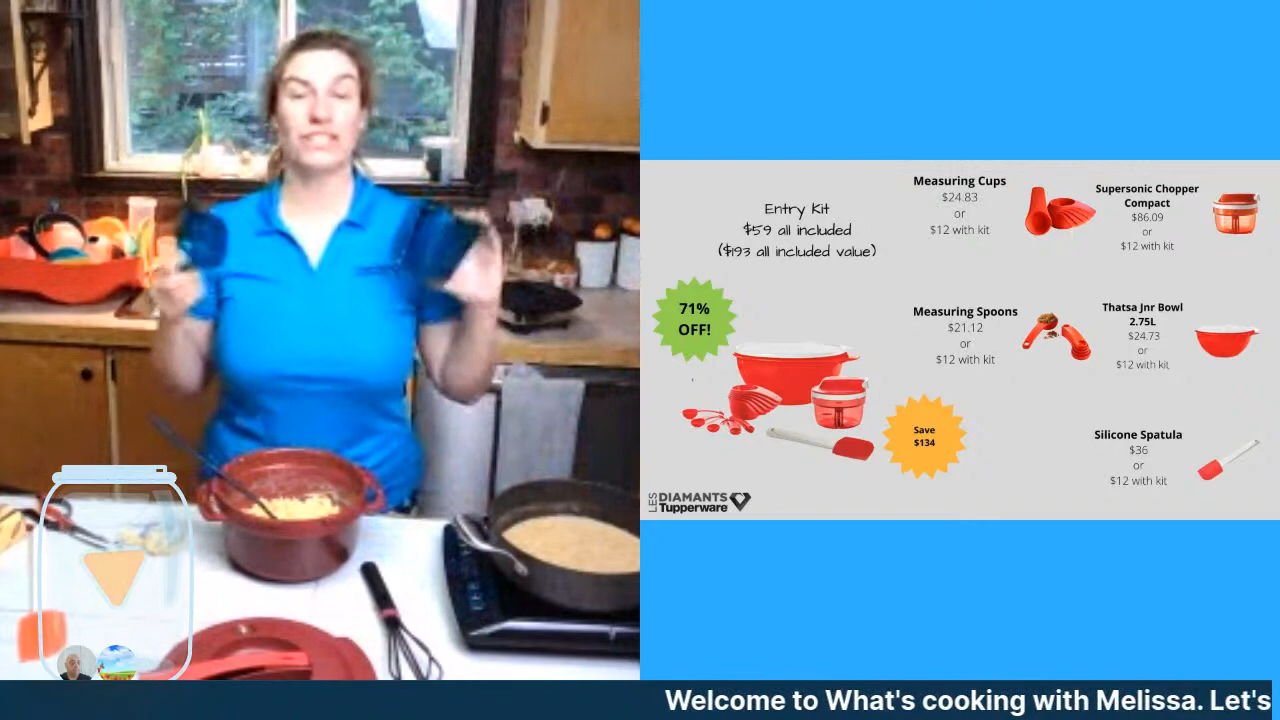 Entry Kit
$59 all included
($193 all included value)
71%
OFF!
Save
$134
Measuring Cups
$24.83
or
$12 with kit
Supersonic Chopper
Compact
$86.09
or
$12 with kit
Measuring Spoons
$21.12
or
$12 with kit
Thatsa Jnr Bowl
2.75L
$24.73
or
$12 with kit
Silicone Spatula
$36
or
$12 with kit
LES DIAMANTS
Tupperware
Welcome to What's cooking with Melissa. Let's